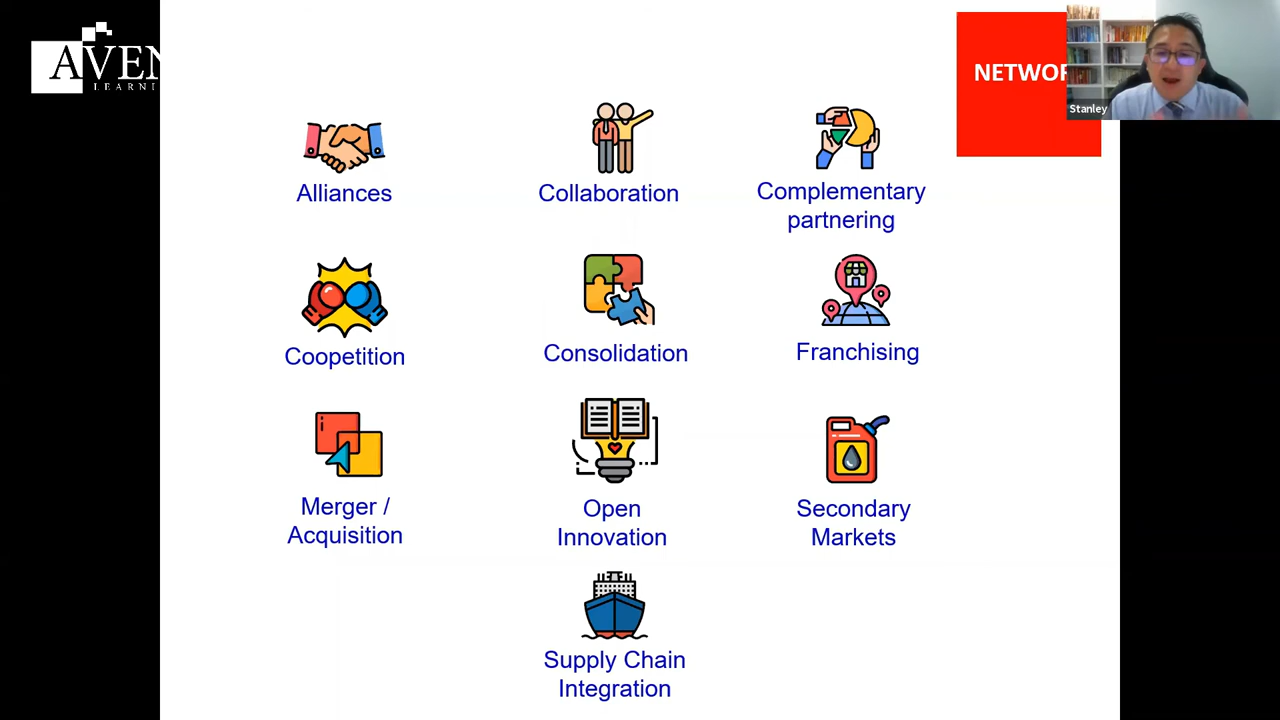 AVEN
LEARNI
NETWOR
Stanley
Alliances
Collaboration
Complementary
partnering
Coopetition
Consolidation
Franchising
Merger /
Acquisition
Open
Innovation
Secondary
Markets
Supply Chain
Integration